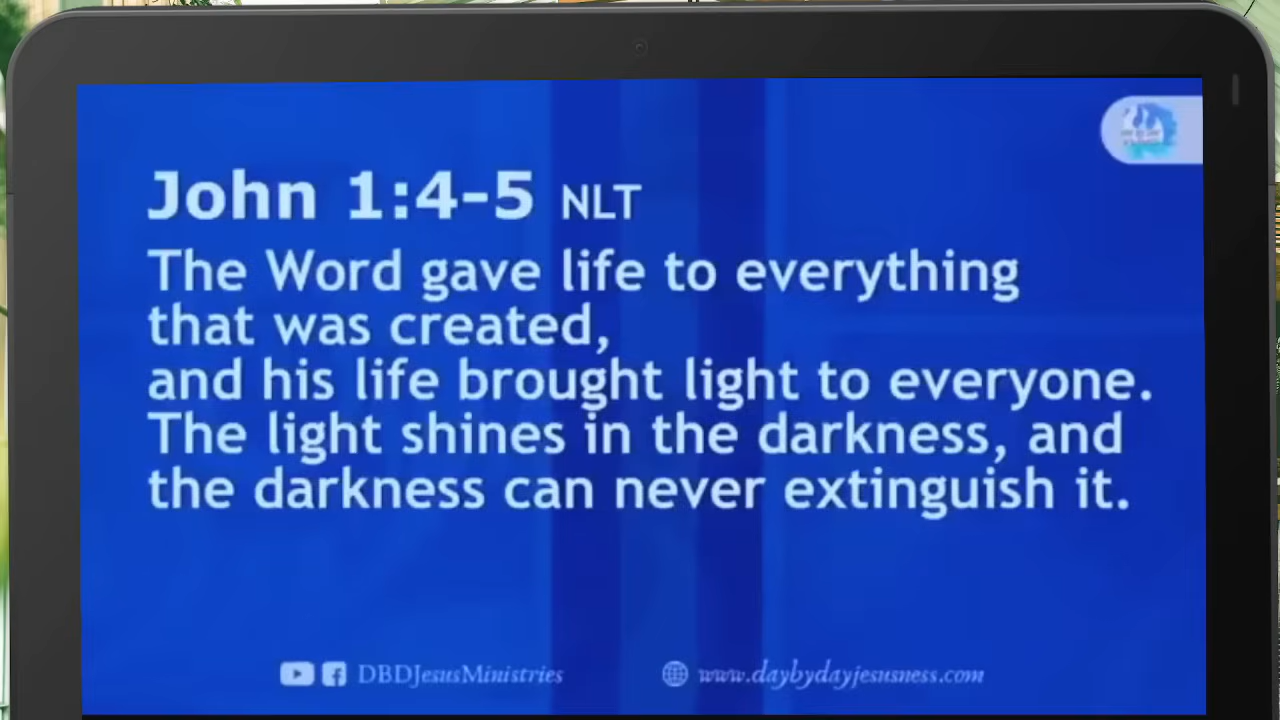 John 1:4-5 NLT
The Word gave life to everything
that was created,
and his life brought light to everyone.
The light shines in the darkness, and
the darkness can never extinguish it.
DBDJesusMinistries
www.daybydayjesusness.com